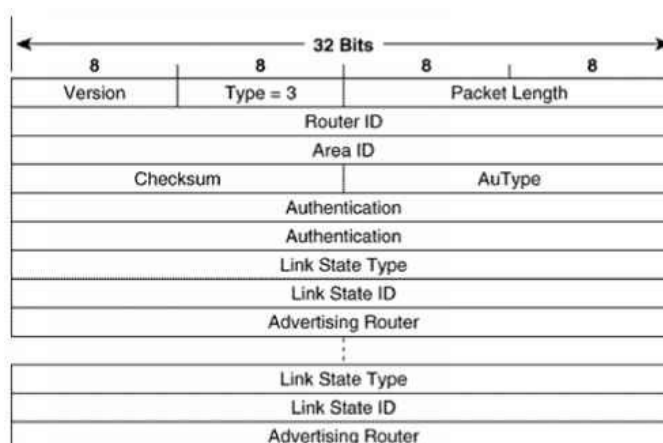 32 Bits
8 8 8 8
Version Type = 3 Packet Length
Router ID
Area ID
Checksum AuType
Authentication
Authentication
Link State Type
Link State ID
Advertising Router
Link State Type
Link State ID
Advertising Router